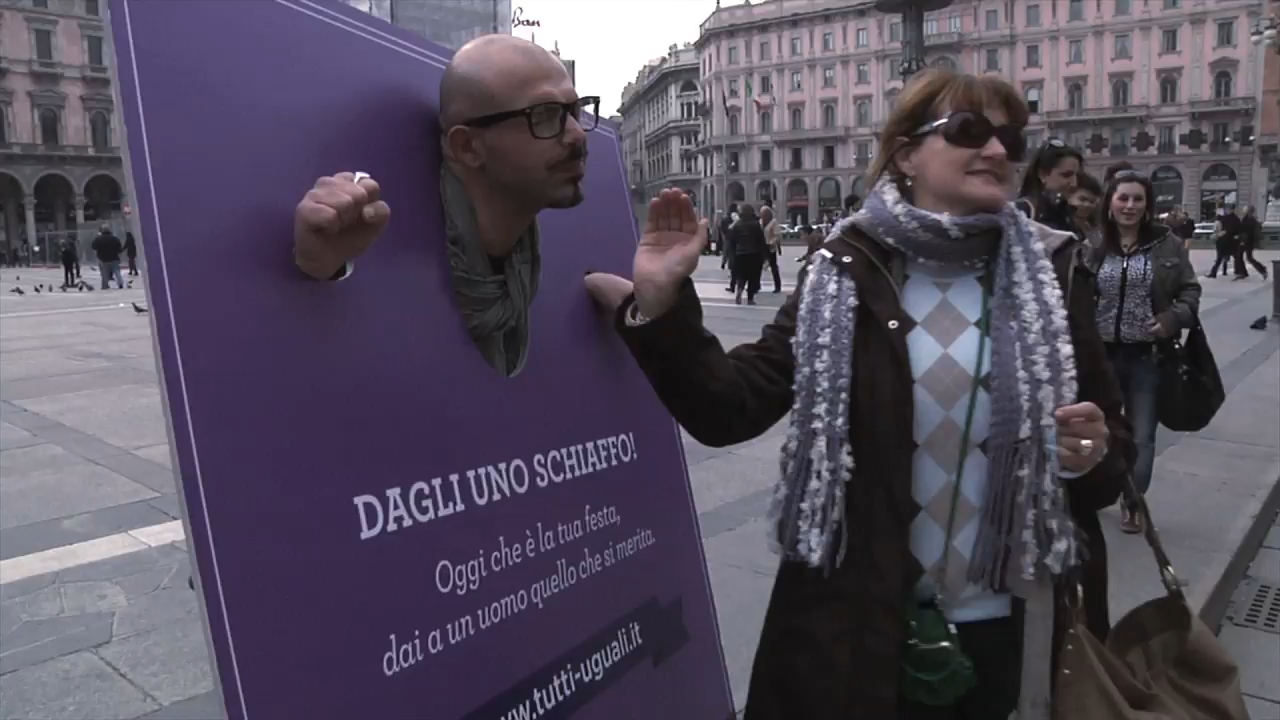 Ban
DAGLI UNO SCHIAFFO!
Oggi che è la tua festa,
dai a un uomo quello che si merita.
www.tutti-uguali.it